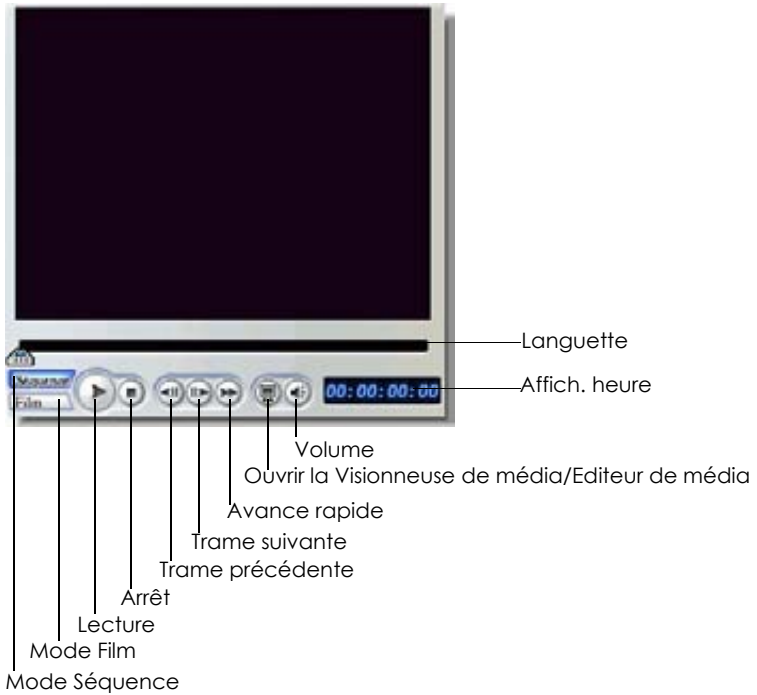 Languette
Séquence
Film
00:00:00:00
Affich. heure
Volume
Ouvrir la Visionneuse de média/Editeur de média
Avance rapide
Trame suivante
Trame précédente
Arrêt
Lecture
Mode Film
Mode Séquence